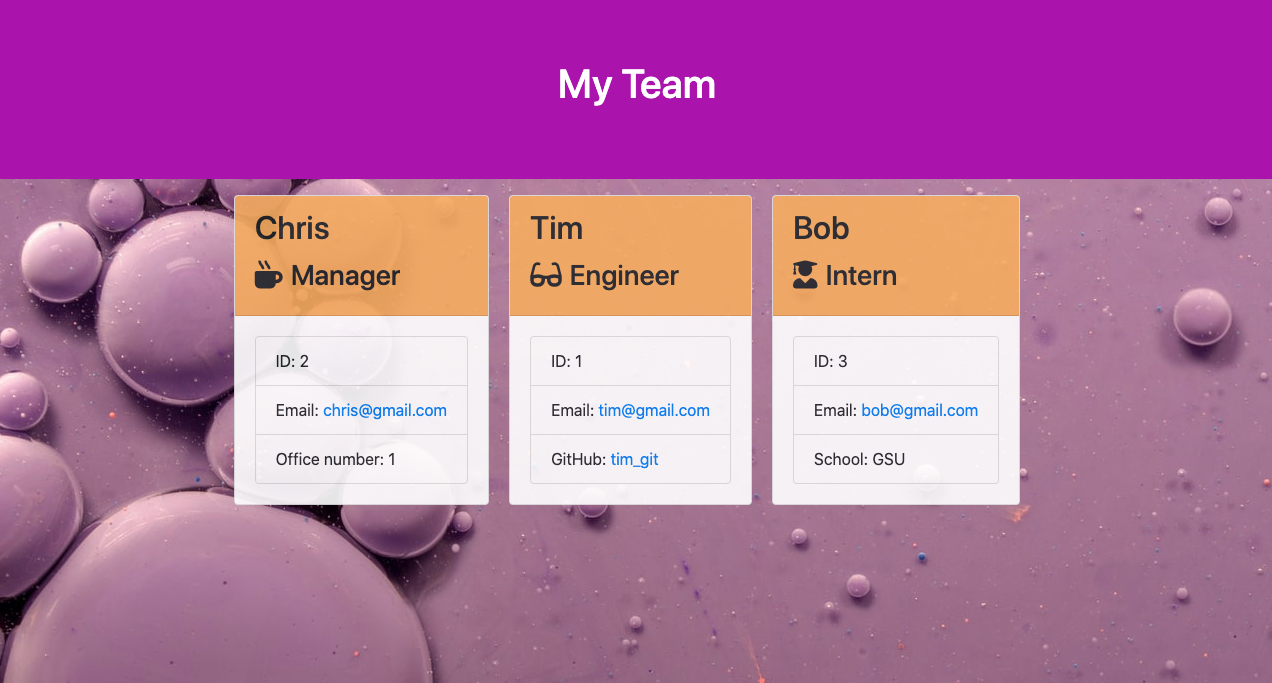 My Team
Chris
Manager
ID: 2
Email: chris@gmail.com
Office number: 1
Tim
Engineer
ID: 1
Email: tim@gmail.com
GitHub: tim_git
Bob
Intern
ID: 3
Email: bob@gmail.com
School: GSU